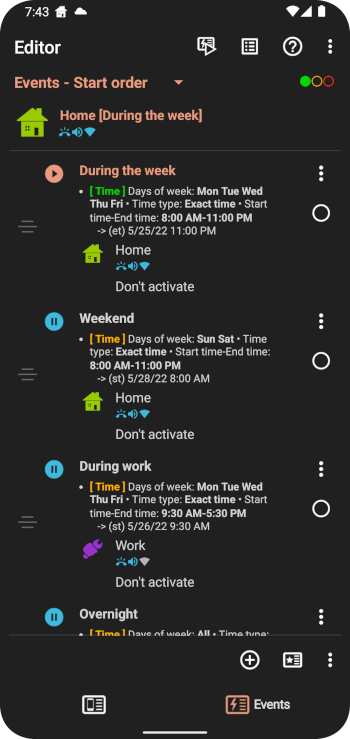 7:43
Editor
Events - Start order
Home [During the week]
During the week
• [ Time ] Days of week: Mon Tue Wed
Thu Fri • Time type: Exact time • Start
time-End time: 8:00 AM-11:00 PM
-> (et) 5/25/22 11:00 PM
Home
Don't activate
Weekend
• [ Time ] Days of week: Sun Sat • Time
type: Exact time • Start time-End time:
8:00 AM-11:00 PM
-> (st) 5/28/22 8:00 AM
Home
Don't activate
During work
• [ Time ] Days of week: Mon Tue Wed
Thu Fri • Time type: Exact time • Start
time-End time: 9:30 AM-5:30 PM
-> (st) 5/26/22 9:30 AM
Work
Don't activate
Overnight
• [ Time ] Days of week: All • Time type:
Events